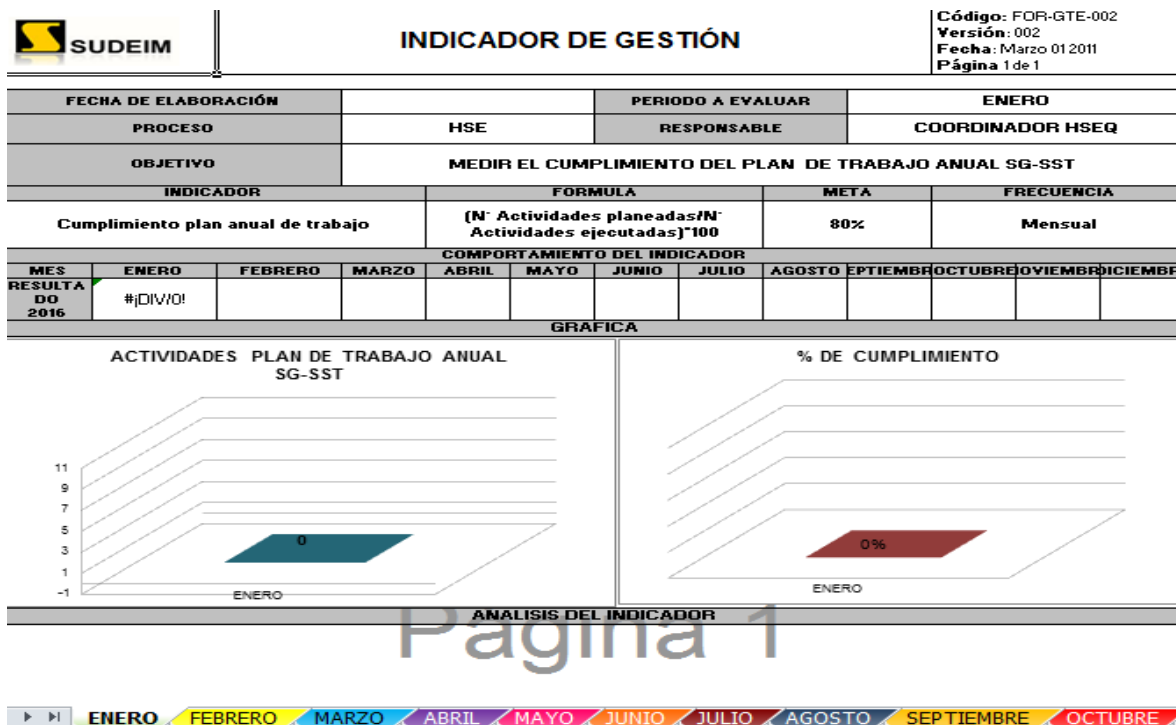 SUDEIM
INDICADOR DE GESTIÓN
Código: FOR-GTE-002
Versión: 002
Fecha: Marzo 01 2011
Página 1 de 1
FECHA DE ELABORACIÓN PERIODO A EVALUAR ENERO
PROCESO HSE RESPONSABLE COORDINADOR HSEQ
OBJETIVO MEDIR EL CUMPLIMIENTO DEL PLAN DE TRABAJO ANUAL SG-SST
INDICADOR FORMULA META FRECUENCIA
Cumplimiento plan anual de trabajo
(N° Actividades planeadas/N°
Actividades ejecutadas)*100
80% Mensual
COMPORTAMIENTO DEL INDICADOR
MES ENERO FEBRERO MARZO ABRIL MAYO JUNIO JULIO AGOSTO EPTIEMBR OCTUBRE OVIEMBR ICIEMBR
RESULTA
DO
2016
#¡DIV/0!
GRAFICA
ACTIVIDADES PLAN DE TRABAJO ANUAL
SG-SST
11
9
7
5
3
1
-1
0
ENERO
% DE CUMPLIMIENTO
0%
ENERO
ANALISIS DEL INDICADOR
Página 1
ENERO FEBRERO MARZO ABRIL MAYO JUNIO JULIO AGOSTO SEPTIEMBRE OCTUBRE